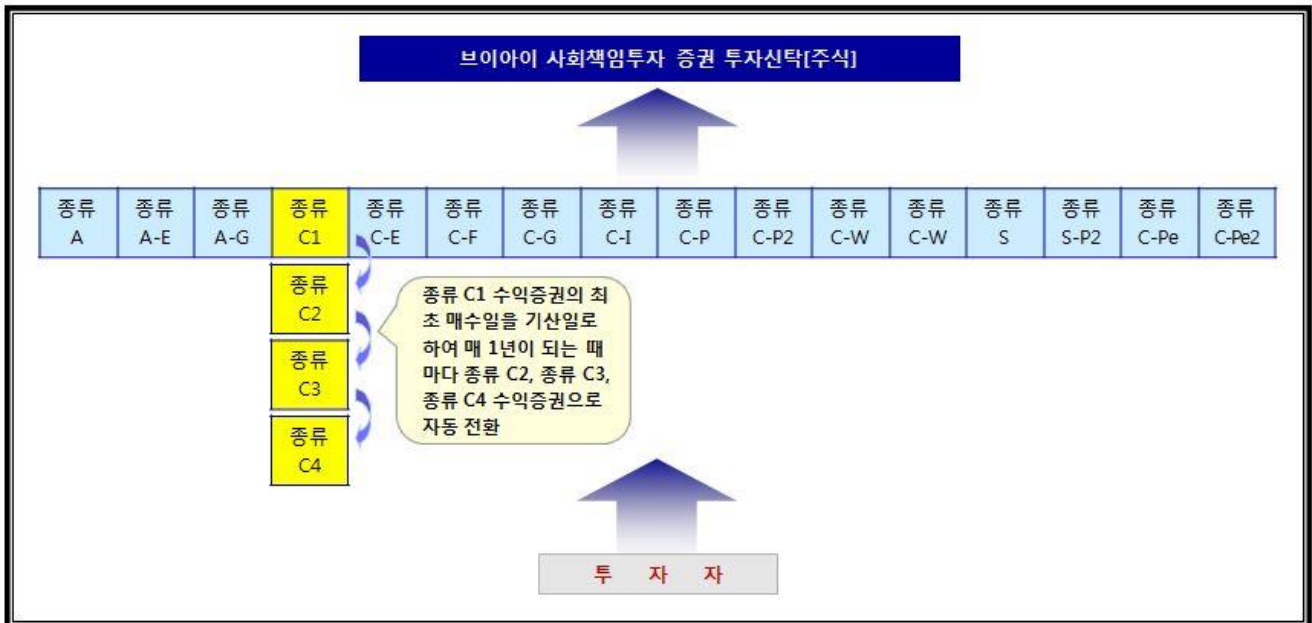 브이아이 사회책임투자 증권 투자신탁[주식]
종류 종류 종류 종류 종류 종류 종류 종류 종류 종류 종류 종류 종류 종류 종류 종류
A A-E A-G C1 C-E C-F C-G C-I C-P C-P2 C-W C-W S S-P2 C-Pe C-Pe2
종류
C2
종류
C3
종류
C4
종류 C1 수익증권의 최
초 매수일을 기산일로
하여 매 1년이 되는 때
마다 종류 C2, 종류 C3,
종류 C4 수익증권으로
자동 전환
투 자 자